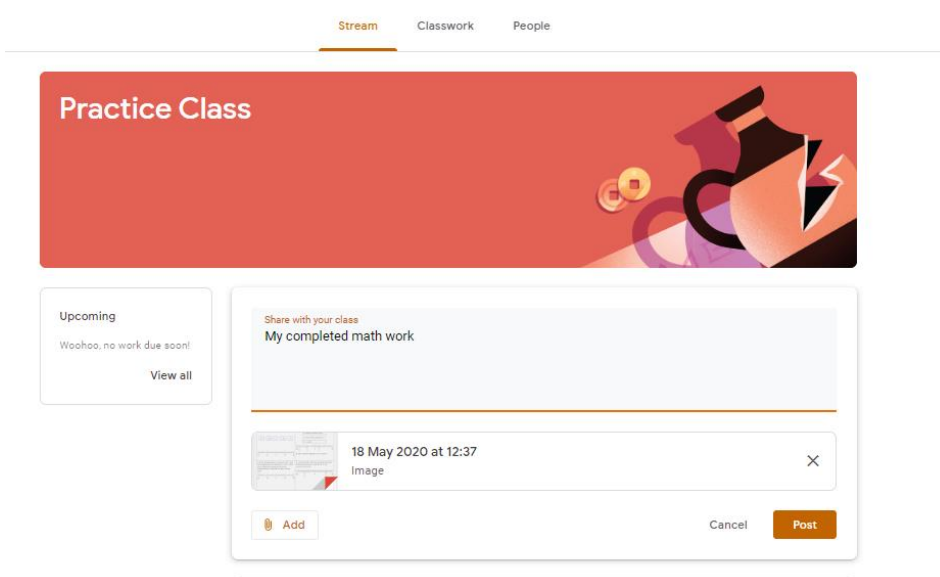 Stream Classwork People
Practice Class
Upcoming
Woohoo, no work due soon!
View all
Share with your class
My completed math work
18 May 2020 at 12:37
Image
Add
Cancel Post